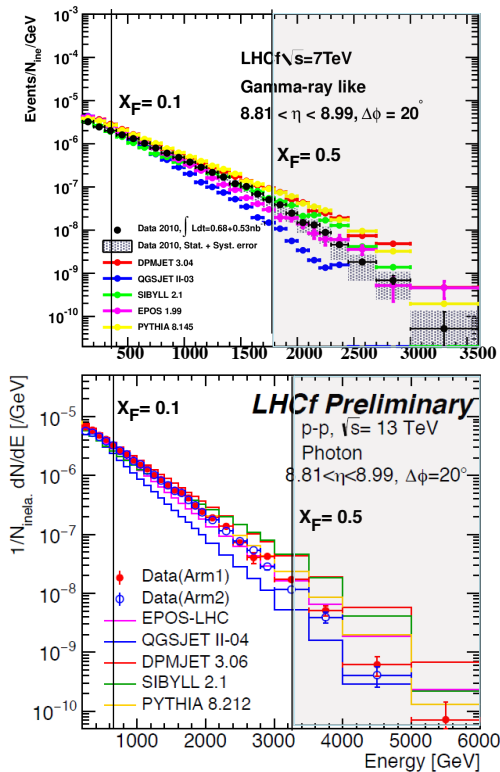 10⁻³
10⁻⁴
10⁻⁵
10⁻⁶
10⁻⁷
10⁻⁸
10⁻⁹
10⁻¹⁰
Events/N_ine/GeV
LHCf √s=7TeV
Gamma-ray like
8.81 < η < 8.99, Δϕ = 20°
X_F = 0.1
X_F = 0.5
Data 2010, ∫ Ldt=0.68+0.53nb
Data 2010, Stat. + Syst. error
DPMJET 3.04
QGSJET II-03
SIBYLL 2.1
EPOS 1.99
PYTHIA 8.145
500 1000 1500 2000 2500 3000 3500
LHCf Preliminary
X_F = 0.1
p-p, √s= 13 TeV
Photon
8.81<η<8.99, Δϕ=20°
X_F = 0.5
10⁻⁵
10⁻⁶
10⁻⁷
10⁻⁸
10⁻⁹
10⁻¹⁰
1/N_inela. dN/dE [/GeV]
Data(Arm1)
Data(Arm2)
EPOS-LHC
QGSJET II-04
DPMJET 3.06
SIBYLL 2.1
PYTHIA 8.212
1000 2000 3000 4000 5000 6000
Energy [GeV]